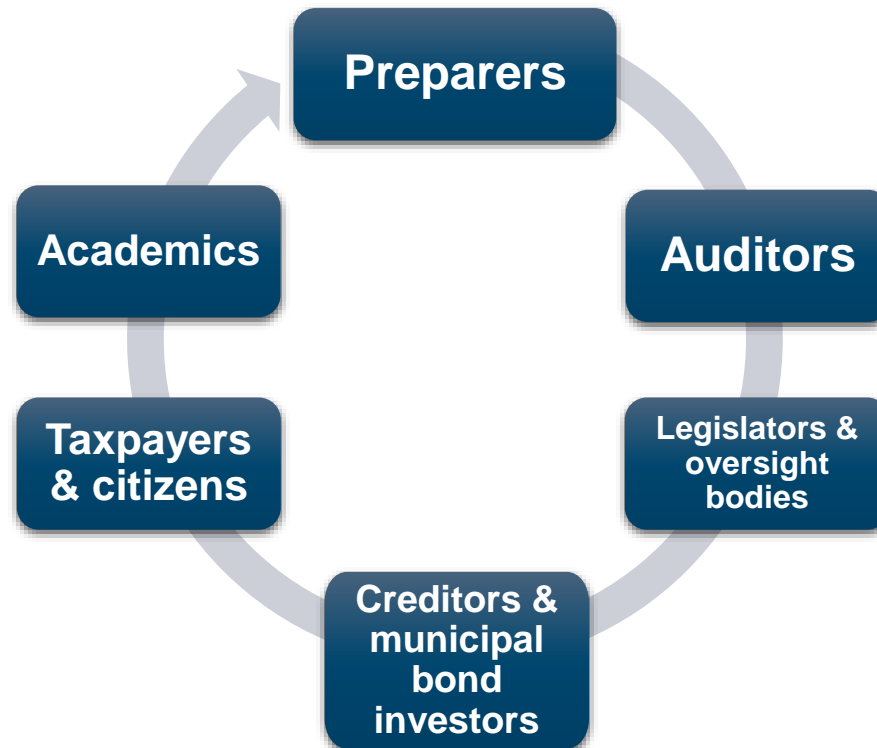 Preparers
Auditors
Legislators &
oversight
bodies
Creditors &
municipal
bond
investors
Taxpayers
& citizens
Academics